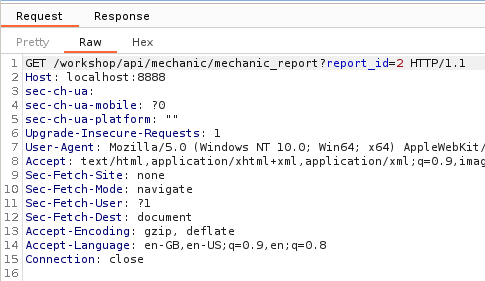 Request Response
Pretty Raw Hex
1 GET /workshop/api/mechanic/mechanic_report?report_id=2 HTTP/1.1
2 Host: localhost:8888
3 sec-ch-ua:
4 sec-ch-ua-mobile: ?0
5 sec-ch-ua-platform: ""
6 Upgrade-Insecure-Requests: 1
7 User-Agent: Mozilla/5.0 (Windows NT 10.0; Win64; x64) AppleWebKit/
8 Accept: text/html,application/xhtml+xml,application/xml;q=0.9,imag
9 Sec-Fetch-Site: none
10 Sec-Fetch-Mode: navigate
11 Sec-Fetch-User: ?1
12 Sec-Fetch-Dest: document
13 Accept-Encoding: gzip, deflate
14 Accept-Language: en-GB,en-US;q=0.9,en;q=0.8
15 Connection: close
16